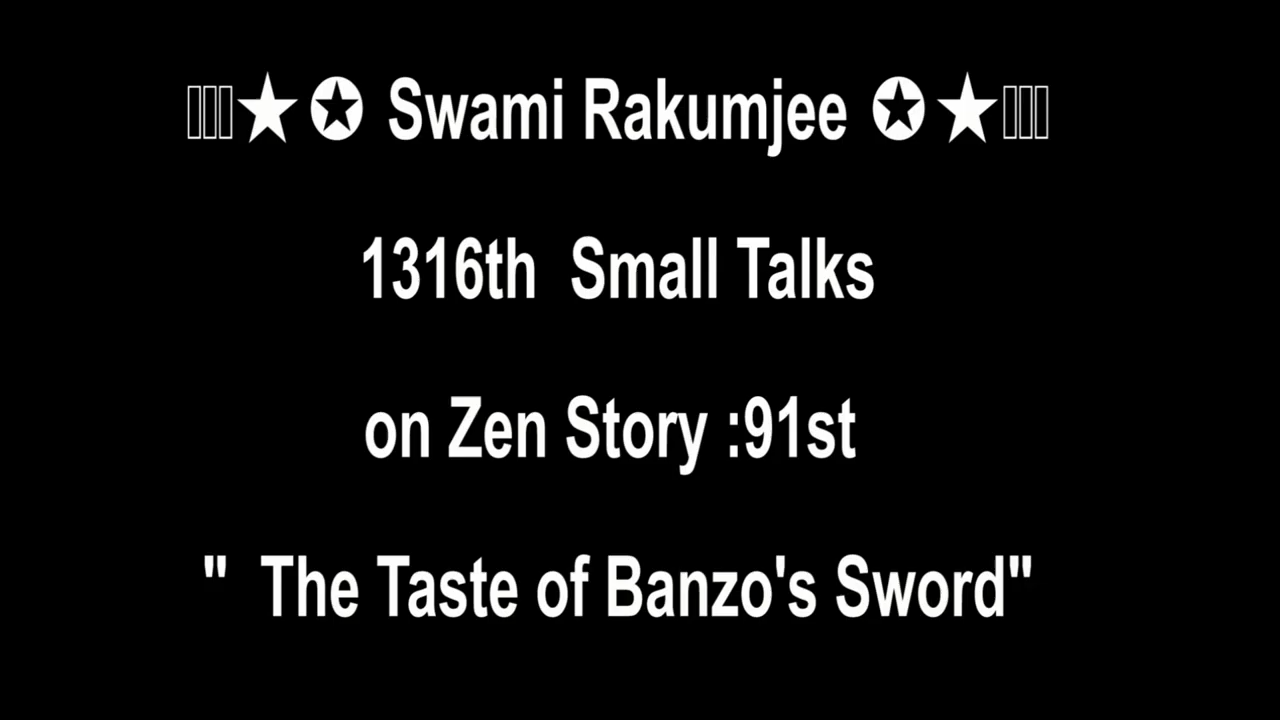 ★✪ Swami Rakumjee ✪★
1316th Small Talks
on Zen Story :91st
" The Taste of Banzo's Sword"